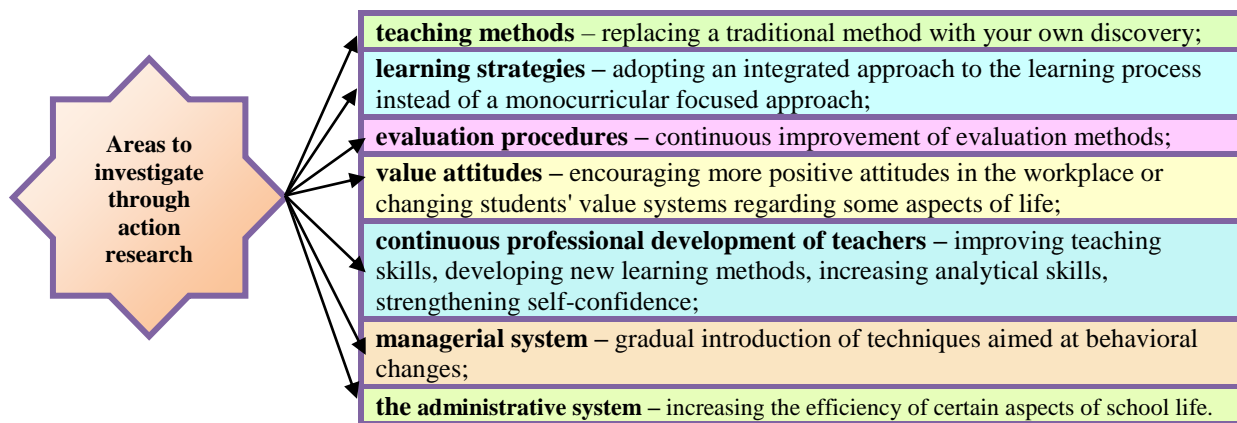 Areas to
investigate
through
action
research
teaching methods – replacing a traditional method with your own discovery;
learning strategies – adopting an integrated approach to the learning process
instead of a monocurricular focused approach;
evaluation procedures – continuous improvement of evaluation methods;
value attitudes – encouraging more positive attitudes in the workplace or
changing students' value systems regarding some aspects of life;
continuous professional development of teachers – improving teaching
skills, developing new learning methods, increasing analytical skills,
strengthening self-confidence;
managerial system – gradual introduction of techniques aimed at behavioral
changes;
the administrative system – increasing the efficiency of certain aspects of school life.